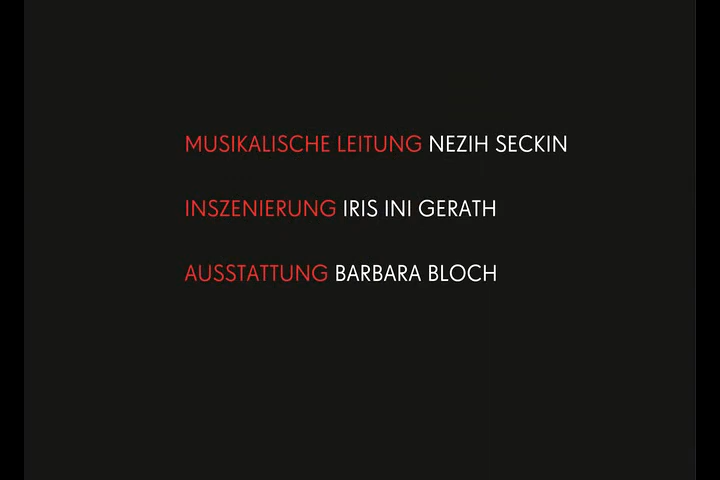 MUSIKALISCHE LEITUNG NEZIH SECKIN
INSZENIERUNG IRIS INI GERATH
AUSSTATTUNG BARBARA BLOCH